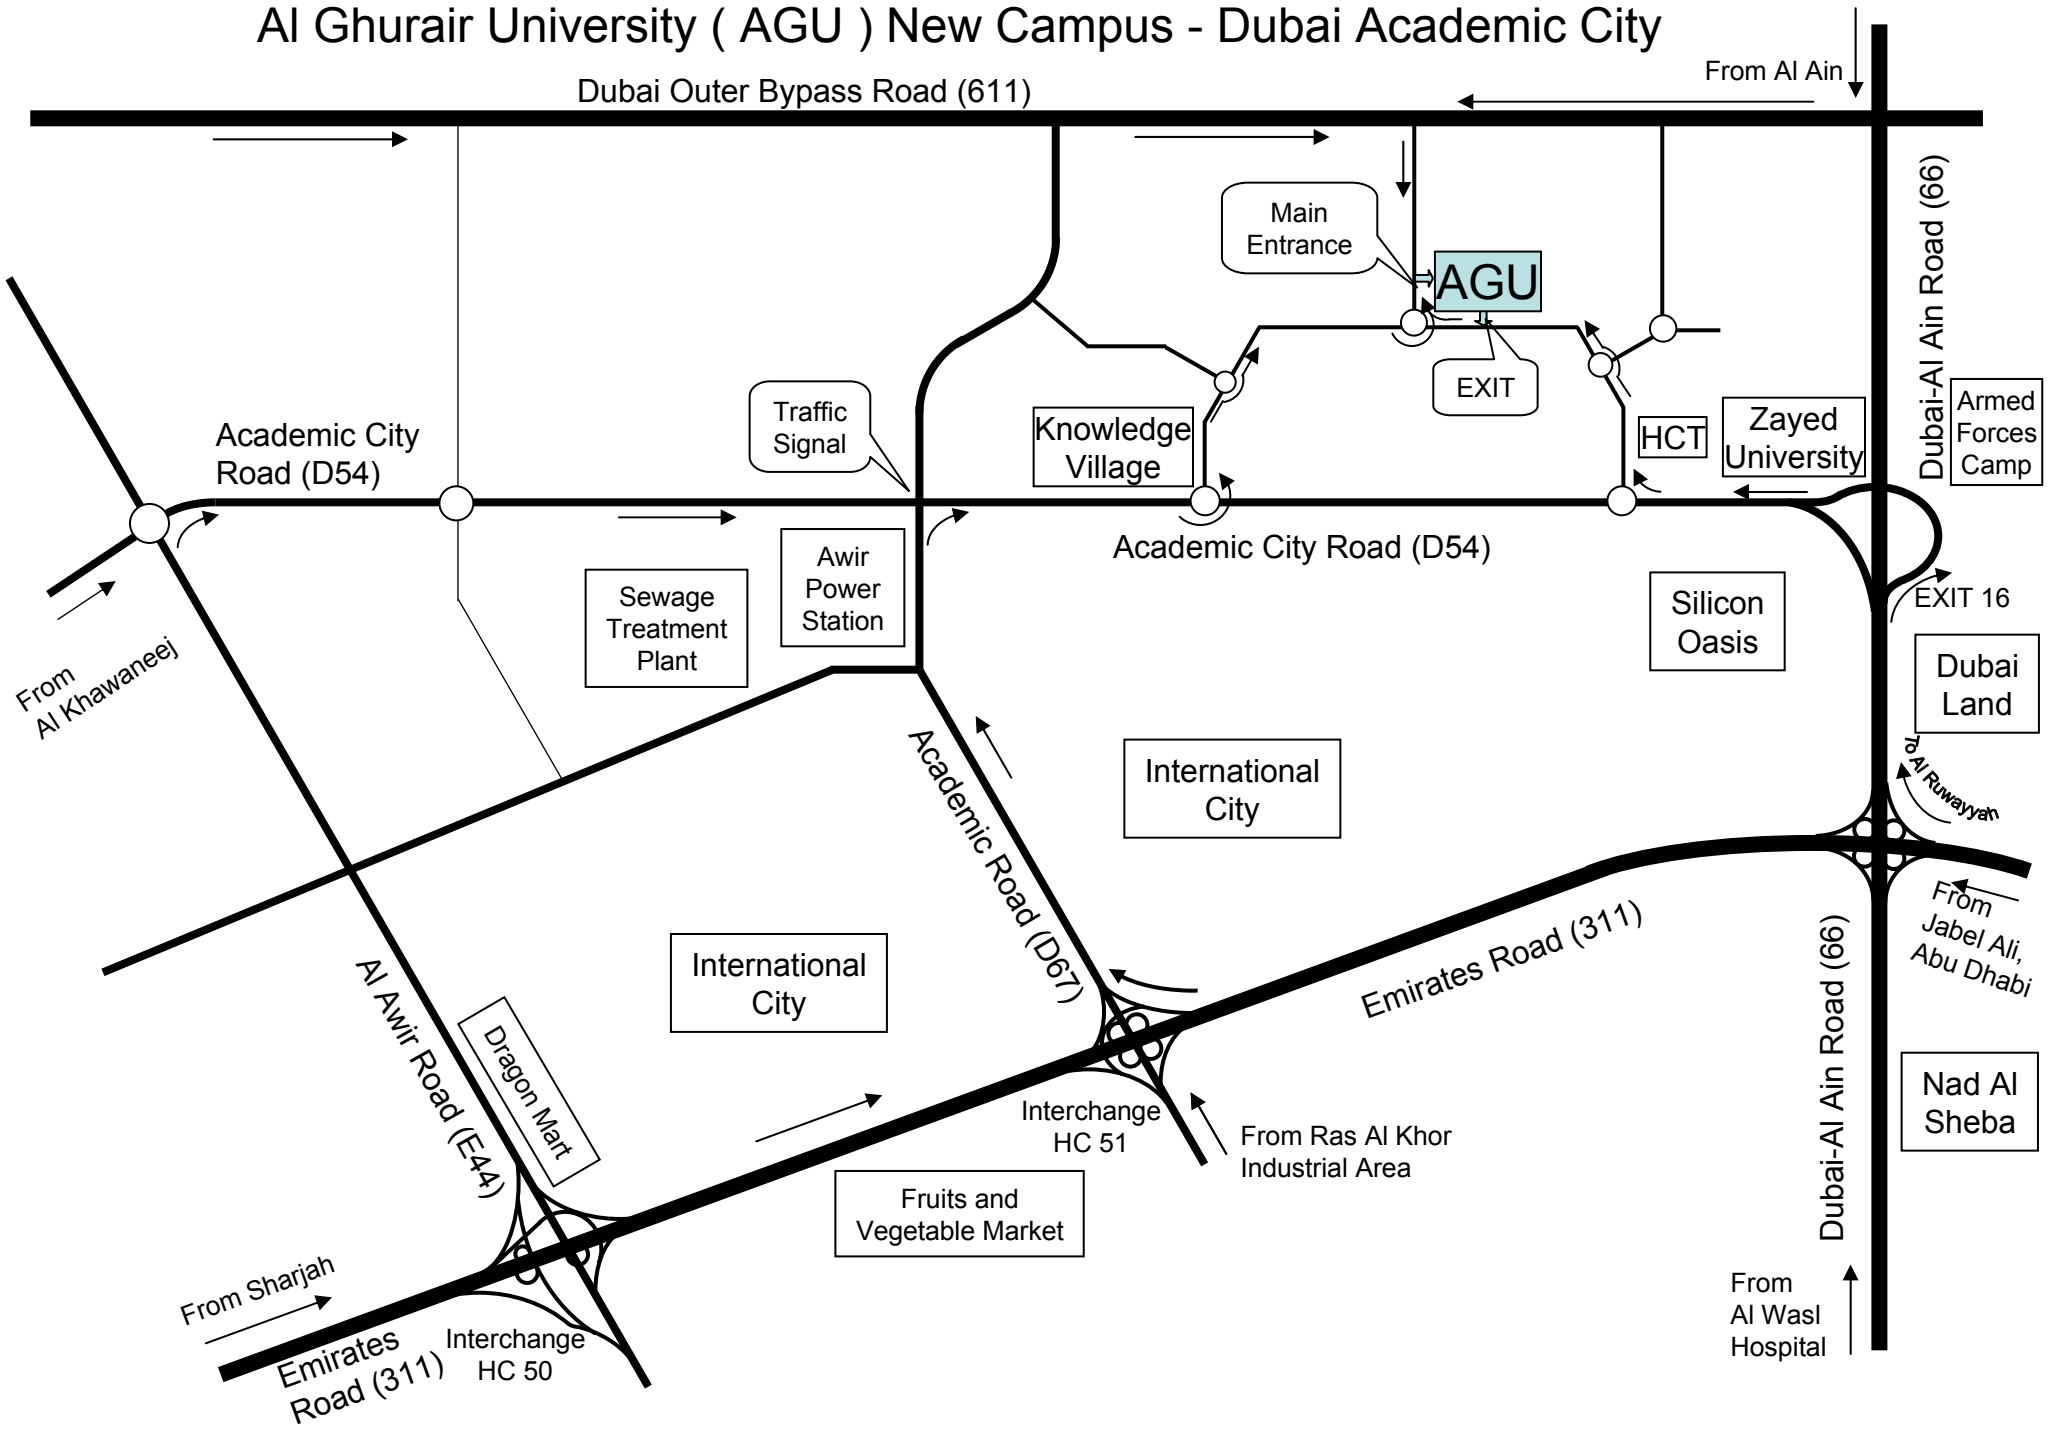 Al Ghurair University ( AGU ) New Campus - Dubai Academic City
From Al Ain
Dubai Outer Bypass Road (611)
Dubai-Al Ain Road (66)
Main
Entrance
AGU
EXIT
Traffic
Signal
Academic City
Road (D54)
Knowledge
Village
HCT
Zayed
University
Armed
Forces
Camp
Academic City Road (D54)
Awir
Power
Station
Sewage
Treatment
Plant
Silicon
Oasis
EXIT 16
Dubai
Land
From
Al Khawaneej
To Al Ruwayyah
International
City
Academic Road (D67)
From
Jabel Ali,
Abu Dhabi
Emirates Road (311)
International
City
Al Awir Road (E44)
Dragon Mart
Dubai-Al Ain Road (66)
Nad Al
Sheba
Interchange
HC 51
From Ras Al Khor
Industrial Area
Fruits and
Vegetable Market
From Sharjah
From
Al Wasl
Hospital
Emirates
Road (311)
Interchange
HC 50